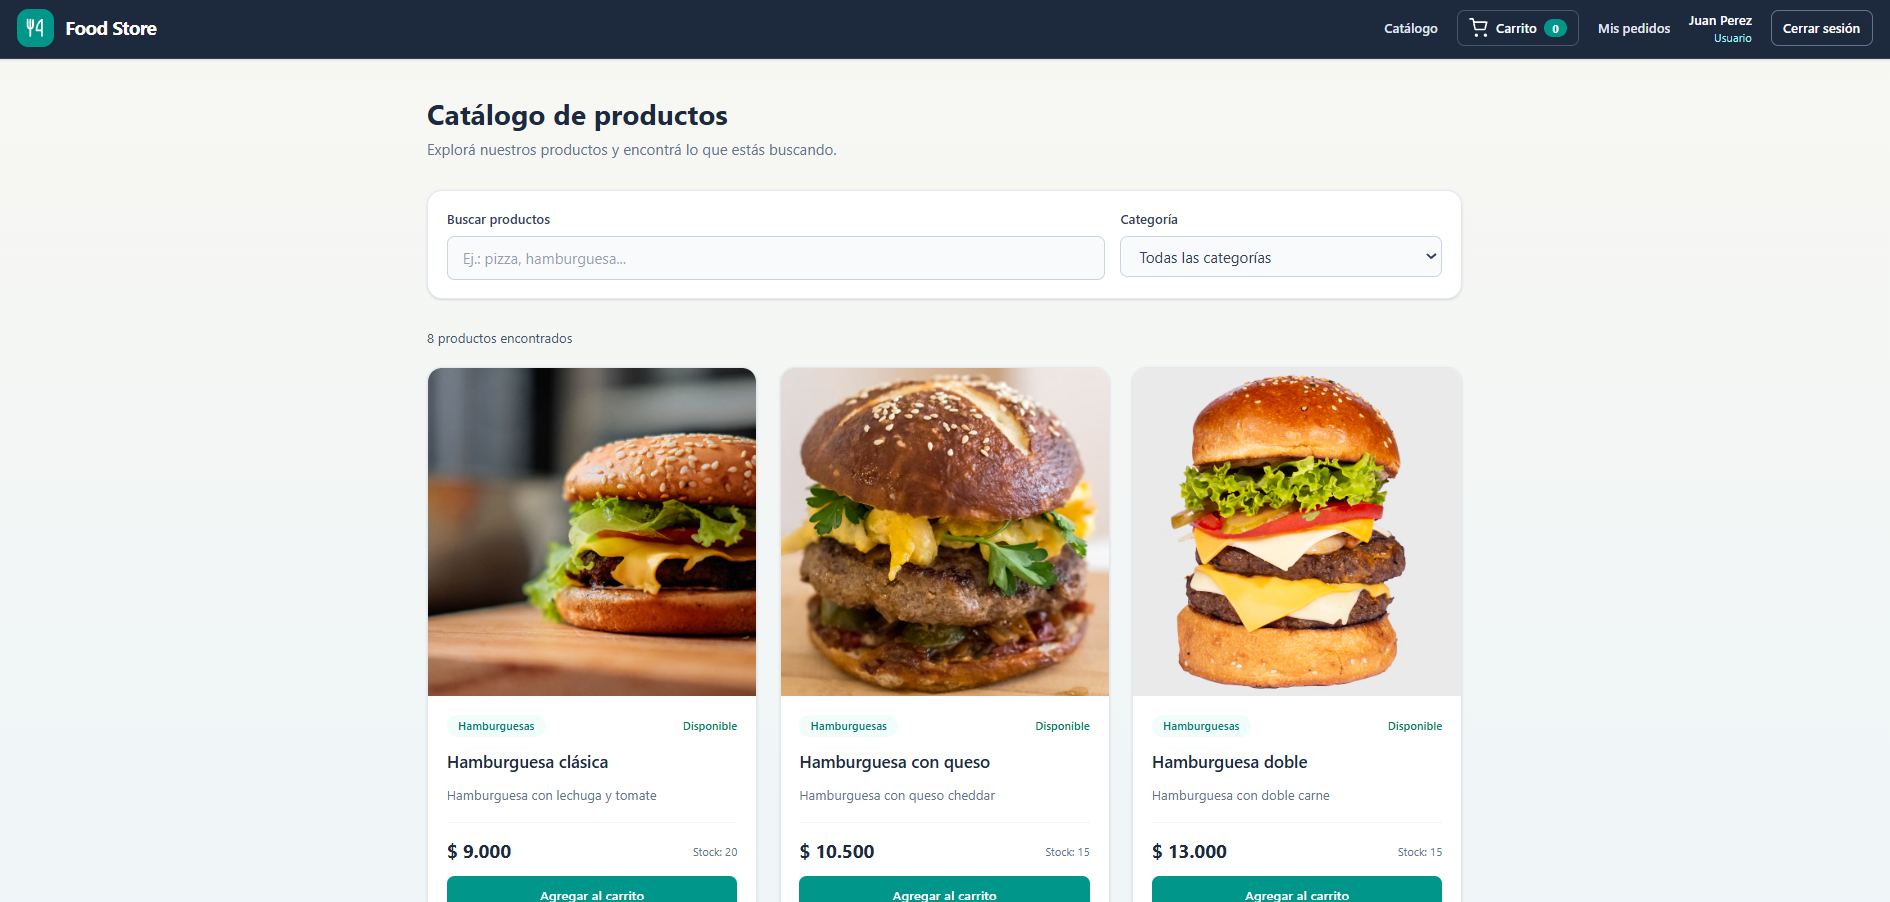 Food Store
Catálogo
Carrito 0
Mis pedidos
Juan Perez
Usuario
Cerrar sesión
Catálogo de productos
Explorá nuestros productos y encontrá lo que estás buscando.
Buscar productos
Ej.: pizza, hamburguesa...
Categoría
Todas las categorías
8 productos encontrados
Hamburguesas Disponible
Hamburguesa clásica
Hamburguesa con lechuga y tomate
$ 9.000 Stock: 20
Agregar al carrito
Hamburguesas Disponible
Hamburguesa con queso
Hamburguesa con queso cheddar
$ 10.500 Stock: 15
Agregar al carrito
Hamburguesas Disponible
Hamburguesa doble
Hamburguesa con doble carne
$ 13.000 Stock: 15
Agregar al carrito